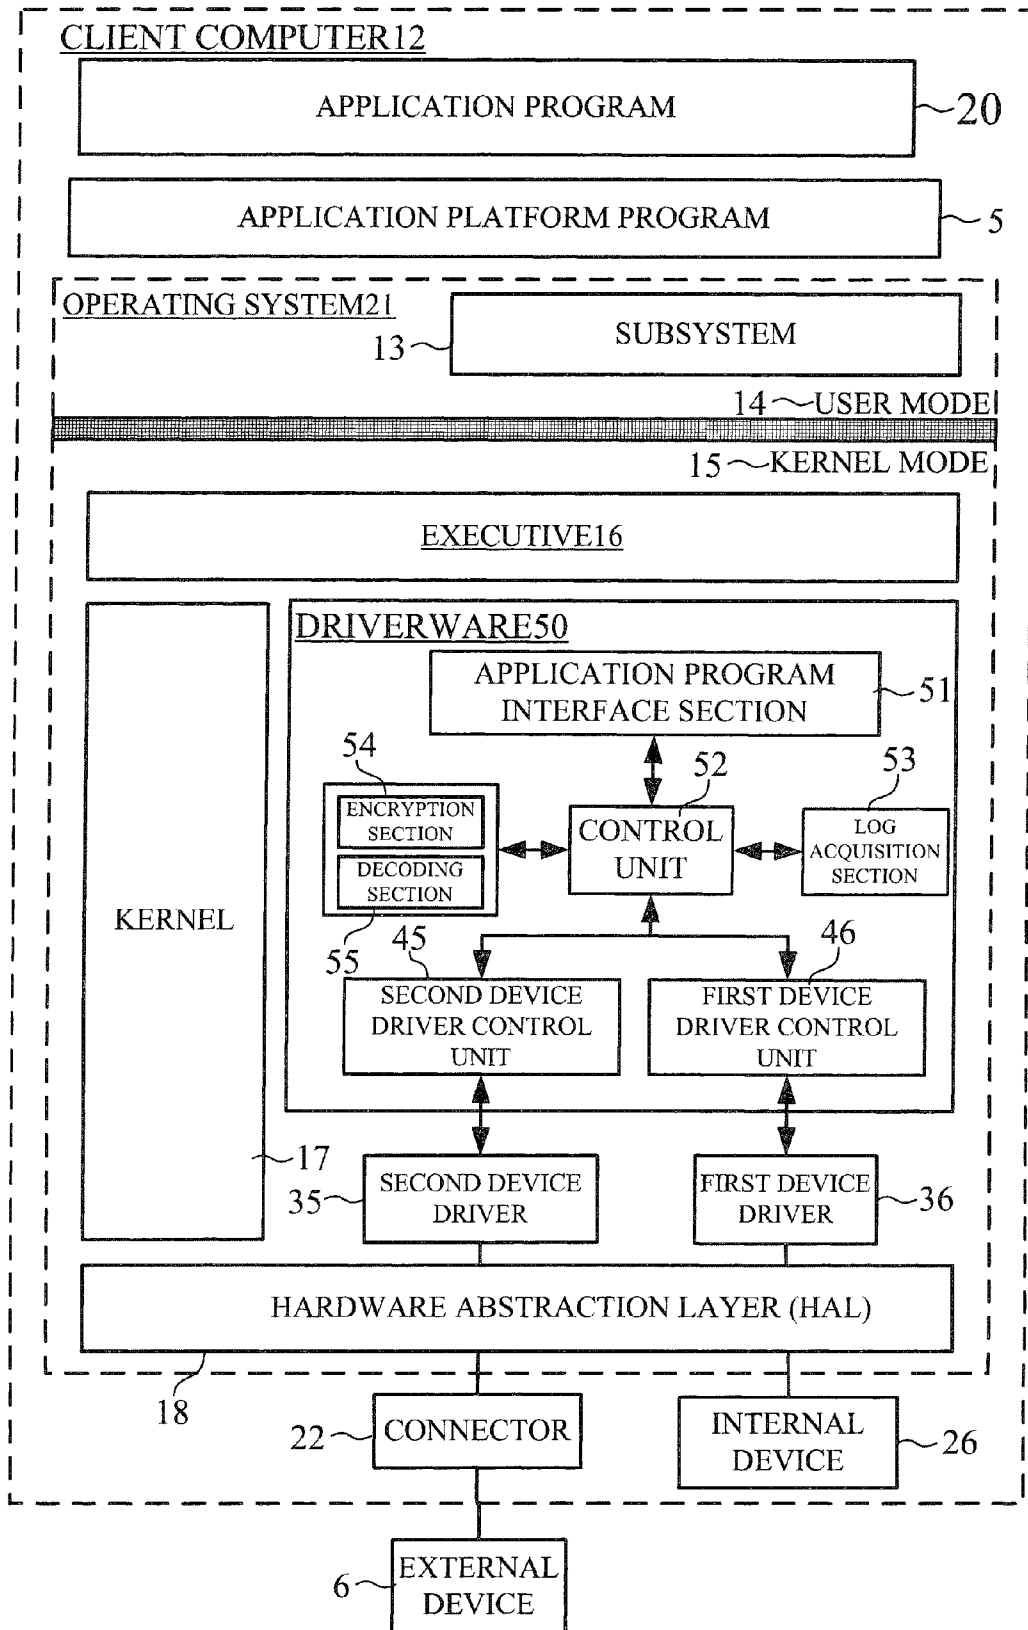 CLIENT COMPUTER12
APPLICATION PROGRAM
20
APPLICATION PLATFORM PROGRAM
5
OPERATING SYSTEM21
SUBSYSTEM
13
14
USER MODE
15
KERNEL MODE
EXECUTIVE16
KERNEL
17
DRIVERWARE50
APPLICATION PROGRAM
INTERFACE SECTION
51
54
52
53
ENCRYPTION
SECTION
DECODING
SECTION
55
CONTROL
UNIT
LOG
ACQUISITION
SECTION
45
46
SECOND DEVICE
DRIVER CONTROL
UNIT
FIRST DEVICE
DRIVER CONTROL
UNIT
35
SECOND DEVICE
DRIVER
FIRST DEVICE
DRIVER
36
HARDWARE ABSTRACTION LAYER (HAL)
18
22
CONNECTOR
INTERNAL
DEVICE
26
6
EXTERNAL
DEVICE